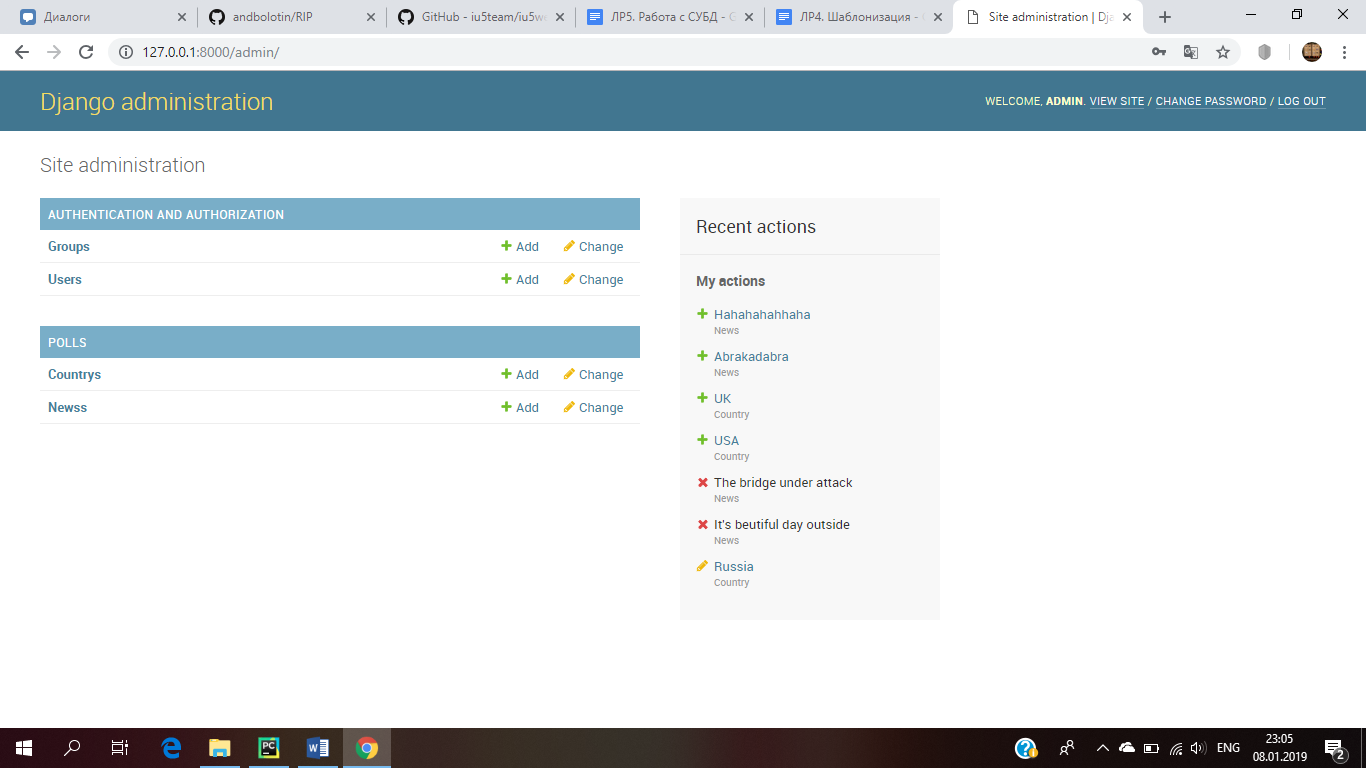 Диалоги
andbolotin/RIP
GitHub - iu5team/iu5w
ЛР5. Работа с СУБД - G
ЛР4. Шаблонизация -
Site administration | Dja
127.0.0.1:8000/admin/
Django administration
WELCOME, ADMIN. VIEW SITE / CHANGE PASSWORD / LOG OUT
Site administration
AUTHENTICATION AND AUTHORIZATION
Groups Add Change
Users Add Change
POLLS
Countrys Add Change
Newss Add Change
Recent actions
My actions
Hahahahahhaha
News
Abrakadabra
News
UK
Country
USA
Country
The bridge under attack
News
It's beutiful day outside
News
Russia
Country
ENG
23:05
08.01.2019
2